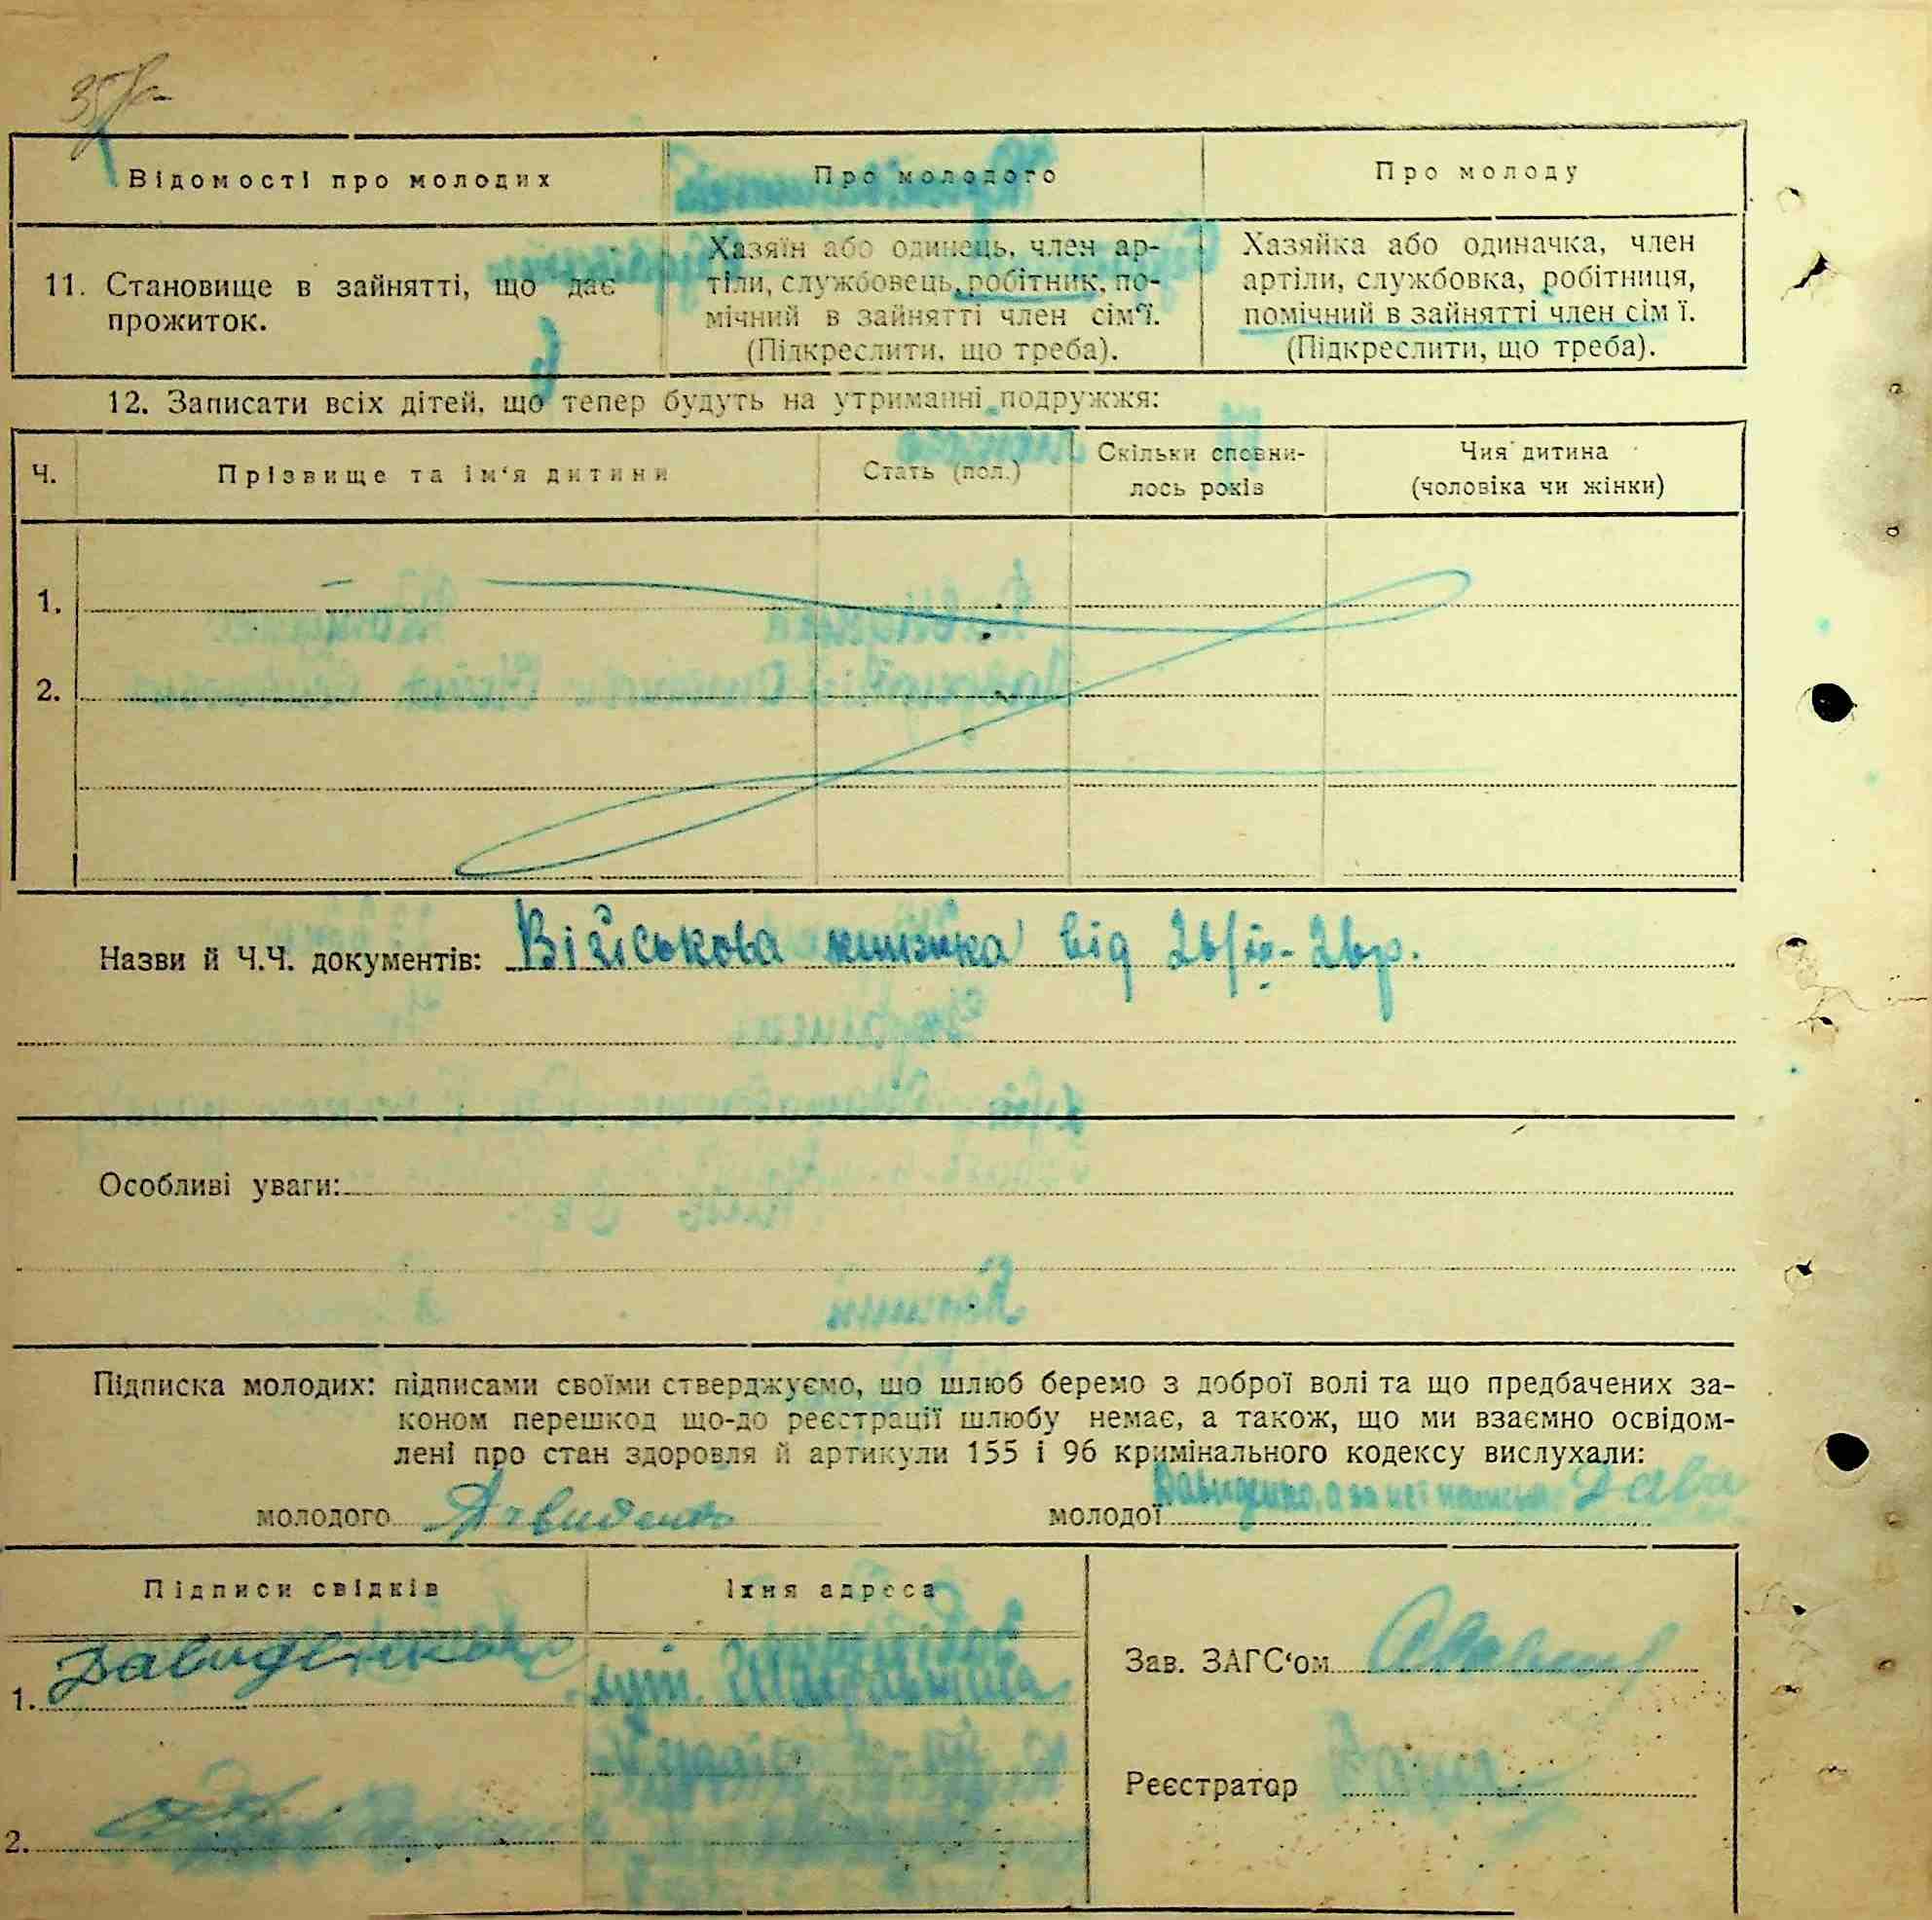 Відомості про молодих
Про молодого
Про молоду
11. Становище в зайнятті, що дає
прожиток.
Хазяїн або одинець, член ар-
тіли, службовець, робітник, по-
мічний в зайнятті член сім'ї.
(Підкреслити, що треба).
Хазяйка або одиначка, член
артіли, службовка, робітниця,
помічний в зайнятті член сім ї.
(Підкреслити, що треба).
12. Записати всіх дітей, що тепер будуть на утриманні подружжя:
Ч.
Прізвище та ім'я дитини
Стать (пол.)
Скільки сповни-
лось років
Чия дитина
(чоловіка чи жінки)
1.
2.
Назви й Ч.Ч. документів: Військова книжка від
Особливі уваги:
Підписка молодих: підписами своїми стверджуємо, що шлюб беремо з доброї волі та що предбачених за-
коном перешкод що-до реєстрації шлюбу немає, а також, що ми взаємно освідом-
лені про стан здоровля й артикули 155 і 96 кримінального кодексу вислухали:
молодого Давиденко
молодої Давиденко, а за неї
Підписи свідків
Їхня адреса
1. Давиденко
2.
Зав. ЗАГС'ом
Реєстратор